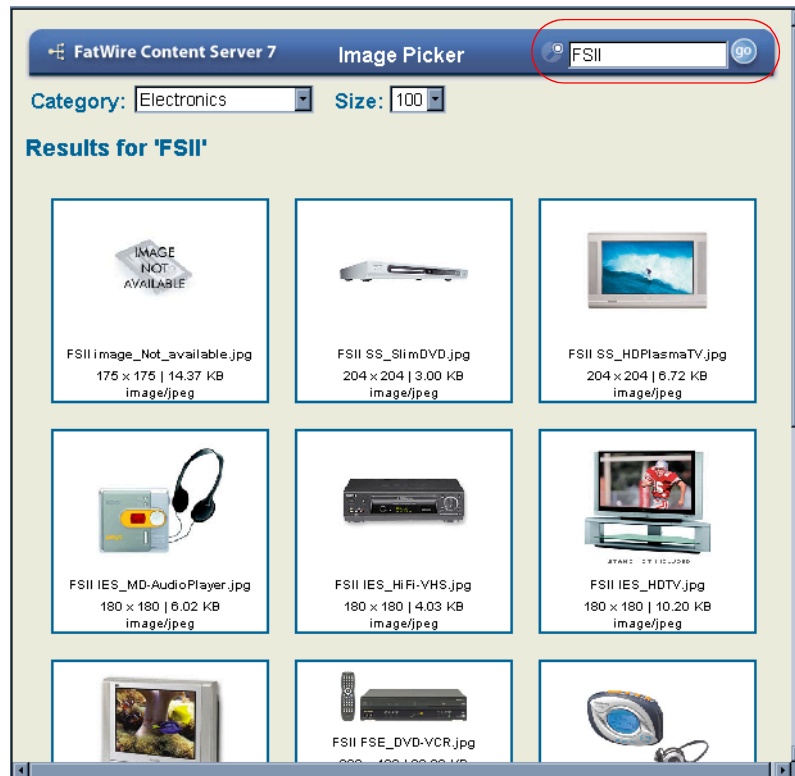 FatWire Content Server 7
Image Picker
FSII
go
Category: Electronics
Size: 100
Results for 'FSII'
IMAGE
NOT
AVAILABLE
FSII image_Not_available.jpg
175 x 175 | 14.37 KB
image/jpeg
FSII SS_SlimDVD.jpg
204 x 204 | 3.00 KB
image/jpeg
FSII SS_HDPlasmaTV.jpg
204 x 204 | 6.72 KB
image/jpeg
FSII IES_MD-AudioPlayer.jpg
180 x 180 | 6.02 KB
image/jpeg
FSII IES_HiFi-VHS.jpg
180 x 180 | 4.03 KB
image/jpeg
FSII IES_HDTV.jpg
180 x 180 | 10.20 KB
image/jpeg
FSII FSE_DVD-VCR.jpg